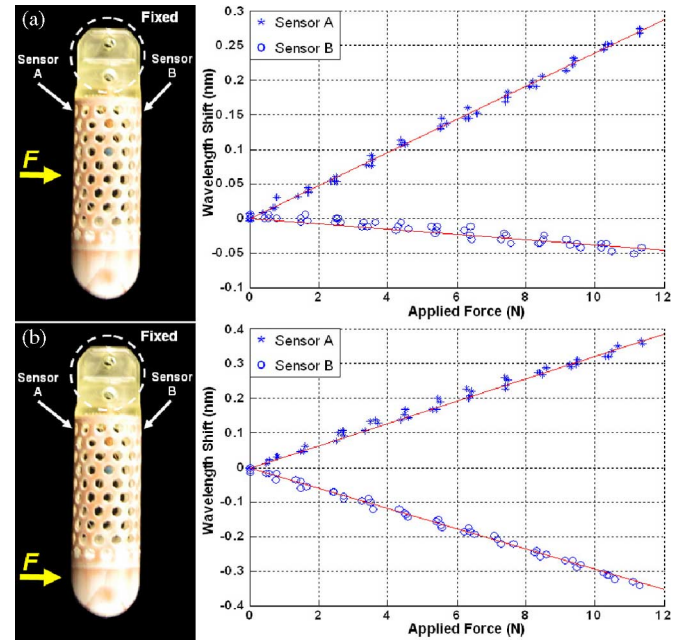 (a)
Fixed
Sensor
A
Sensor
B
F
0.3
0.25
0.2
0.15
0.1
0.05
0
-0.05
-0.1
Wavelength Shift (nm)
Sensor A
Sensor B
0 2 4 6 8 10 12
Applied Force (N)
(b)
Fixed
Sensor
A
Sensor
B
F
0.4
0.3
0.2
0.1
0
-0.1
-0.2
-0.3
-0.4
Wavelength Shift (nm)
Sensor A
Sensor B
0 2 4 6 8 10 12
Applied Force (N)